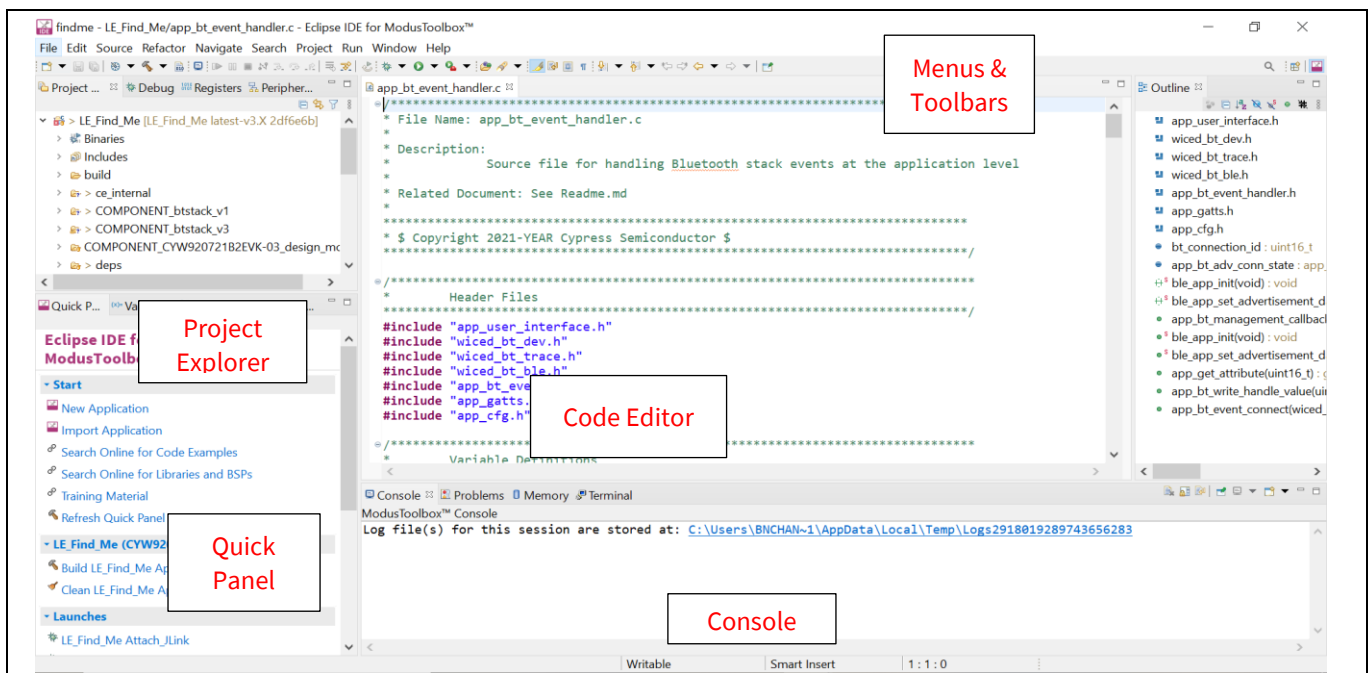 findme - LE_Find_Me/app_bt_event_handler.c - Eclipse IDE for ModusToolbox™
File Edit Source Refactor Navigate Search Project Run Window Help
Menus &
Toolbars
Project ... Debug Registers Peripher...
LE_Find_Me [LE_Find_Me latest-v3.X 2df6e6b]
Binaries
Includes
build
> ce_internal
> COMPONENT_btstack_v1
> COMPONENT_btstack_v3
COMPONENT_CYW920721B2EVK-03_design_mo
> deps
Project
Explorer
Quick P...
Eclipse IDE f
ModusToolb
Start
New Application
Import Application
Search Online for Code Examples
Search Online for Libraries and BSPs
Training Material
Refresh Quick Panel
LE_Find_Me (CYW92
Build LE_Find_Me Ap
Clean LE_Find_Me A
Quick
Panel
Launches
LE_Find_Me Attach_JLink
app_bt_event_handler.c
/******************************************************************************
* File Name: app_bt_event_handler.c
*
* Description:
* Source file for handling Bluetooth stack events at the application level
*
* Related Document: See Readme.md
*
*******************************************************************************
* $ Copyright 2021-YEAR Cypress Semiconductor $
*******************************************************************************/
/*******************************************************************************
* Header Files
*******************************************************************************/
#include "app_user_interface.h"
#include "wiced_bt_dev.h"
#include "wiced_bt_trace.h"
#include "wiced_bt_ble.h"
#include "app_bt_eve
#include "app_gatts.
#include "app_cfg.h"
Code Editor
/*******************************************************************************
* Variable Definitions
Outline
app_user_interface.h
wiced_bt_dev.h
wiced_bt_trace.h
wiced_bt_ble.h
app_bt_event_handler.h
app_gatts.h
app_cfg.h
bt_connection_id : uint16_t
app_bt_adv_conn_state : app_
ble_app_init(void) : void
ble_app_set_advertisement_d
app_bt_management_callbacl
ble_app_init(void) : void
ble_app_set_advertisement_d
app_get_attribute(uint16_t) : g
app_bt_write_handle_value(uin
app_bt_event_connect(wiced_
Console Problems Memory Terminal
ModusToolbox™ Console
Log file(s) for this session are stored at: C:\Users\BNCHAN~1\AppData\Local\Temp\Logs2918019289743656283
Console
Writable Smart Insert 1 : 1 : 0